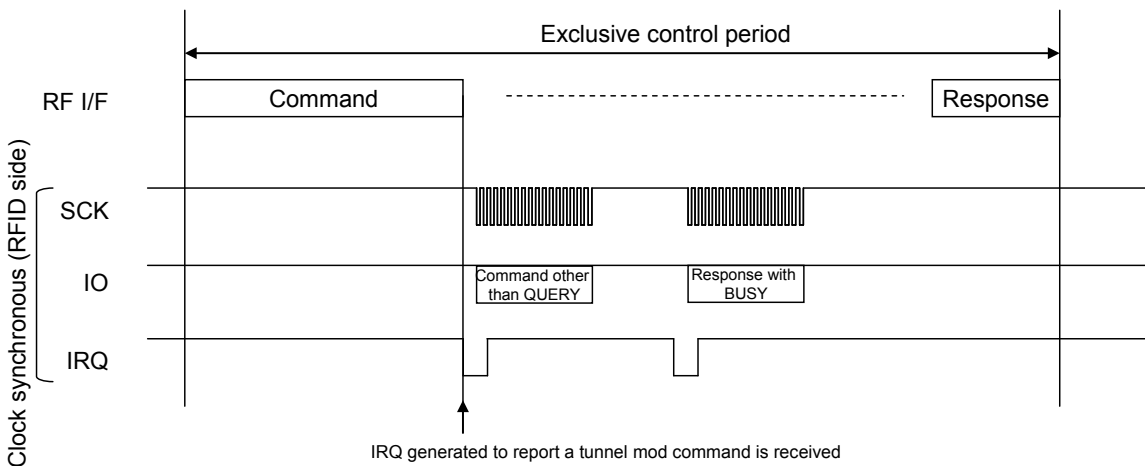 Exclusive control period
RF I/F
Command
Response
Clock synchronous (RFID side)
SCK
IO
Command other
than QUERY
Response with
BUSY
IRQ
IRQ generated to report a tunnel mod command is received